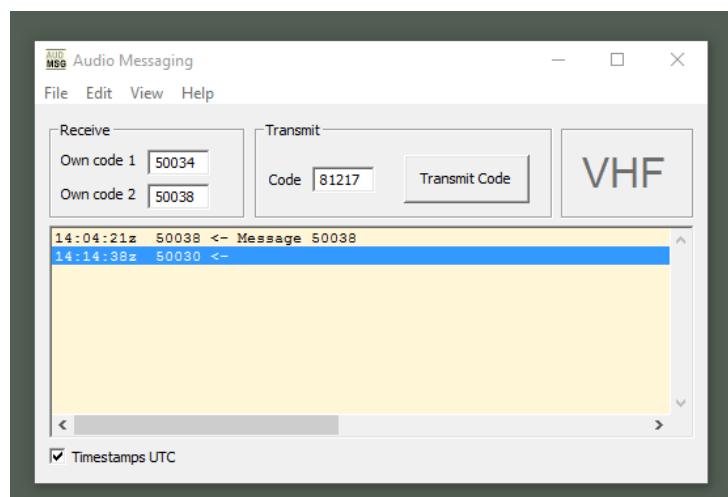 AUD
MSG Audio Messaging
File Edit View Help
Receive
Own code 1 50034
Own code 2 50038
Transmit
Code 81217 Transmit Code
VHF
14:04:21z 50038 <- Message 50038
14:14:38z 50030 <-
Timestamps UTC